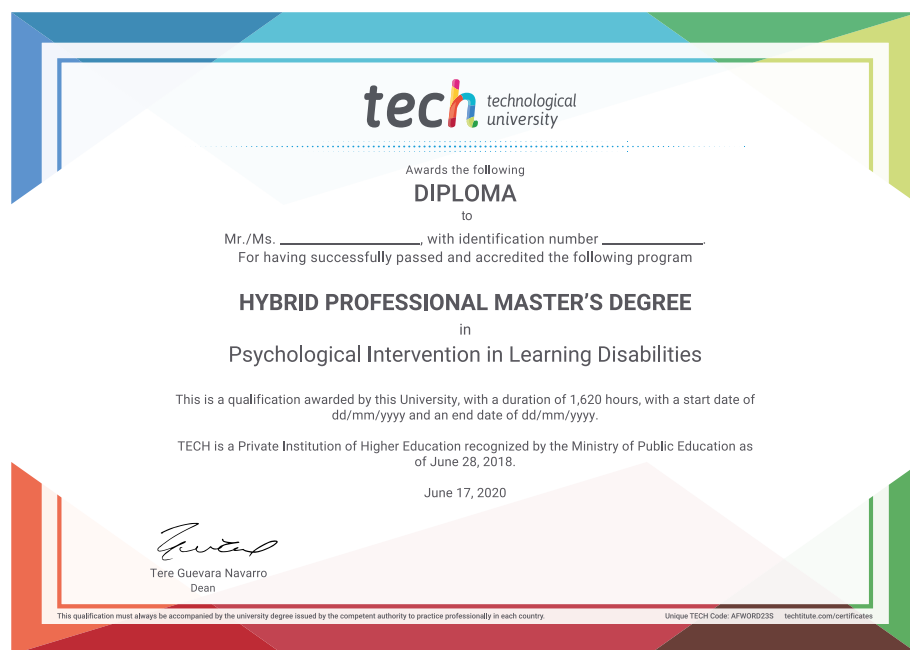 tech technological
university
Awards the following
DIPLOMA
to
Mr./Ms. ____________________, with identification number ______________.
For having successfully passed and accredited the following program
HYBRID PROFESSIONAL MASTER'S DEGREE
in
Psychological Intervention in Learning Disabilities
This is a qualification awarded by this University, with a duration of 1,620 hours, with a start date of
dd/mm/yyyy and an end date of dd/mm/yyyy.
TECH is a Private Institution of Higher Education recognized by the Ministry of Public Education as
of June 28, 2018.
June 17, 2020
Tere Guevara Navarro
Dean
This qualification must always be accompanied by the university degree issued by the competent authority to practice professionally in each country. Unique TECH Code: AFWORD23S techtitute.com/certificates